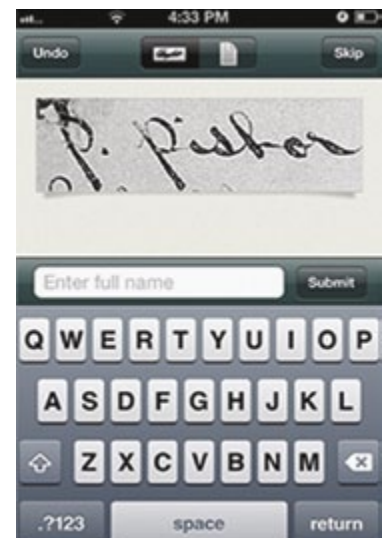 4:33 PM
Undo
Skip
Enter full name
Submit
Q W E R T Y U I O P
A S D F G H J K L
Z X C V B N M
.?123 space return